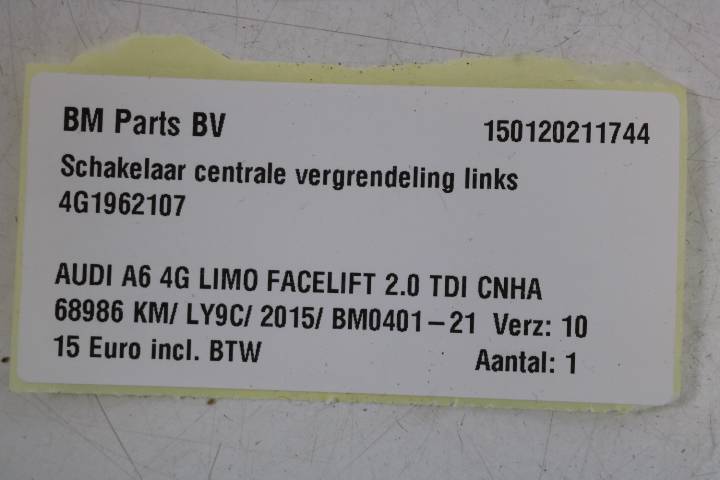 BM Parts BV 150120211744
Schakelaar centrale vergrendeling links
4G1962107
AUDI A6 4G LIMO FACELIFT 2.0 TDI CNHA
68986 KM/ LY9C/ 2015/ BM0401-21 Verz: 10
15 Euro incl. BTW Aantal: 1